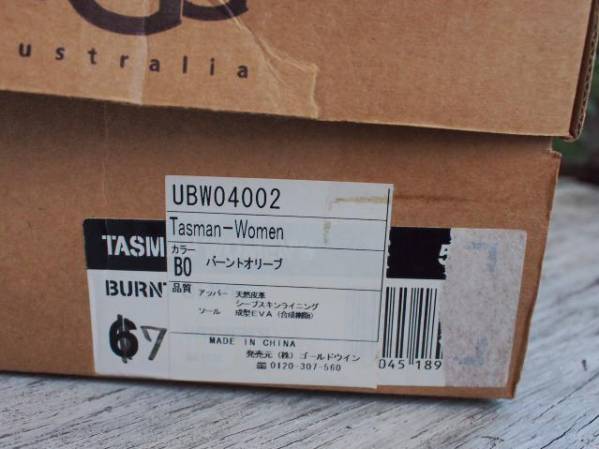 ustralia
UBW04002
Tasman-Women
カラー
BO バーントオリーブ
品質
アッパー 天然皮革
シープスキンライニング
ソール 成型EVA (合成樹脂)
MADE IN CHINA
発売元 (株) ゴールドウイン
0120-307-560
TASM
BURN
6 7
045 189